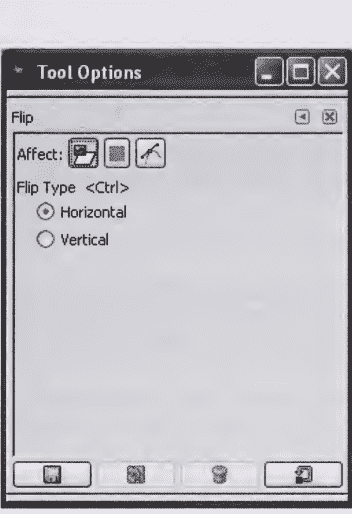 Tool Options
Flip
Affect:
Flip Type <Ctrl>
Horizontal
Vertical